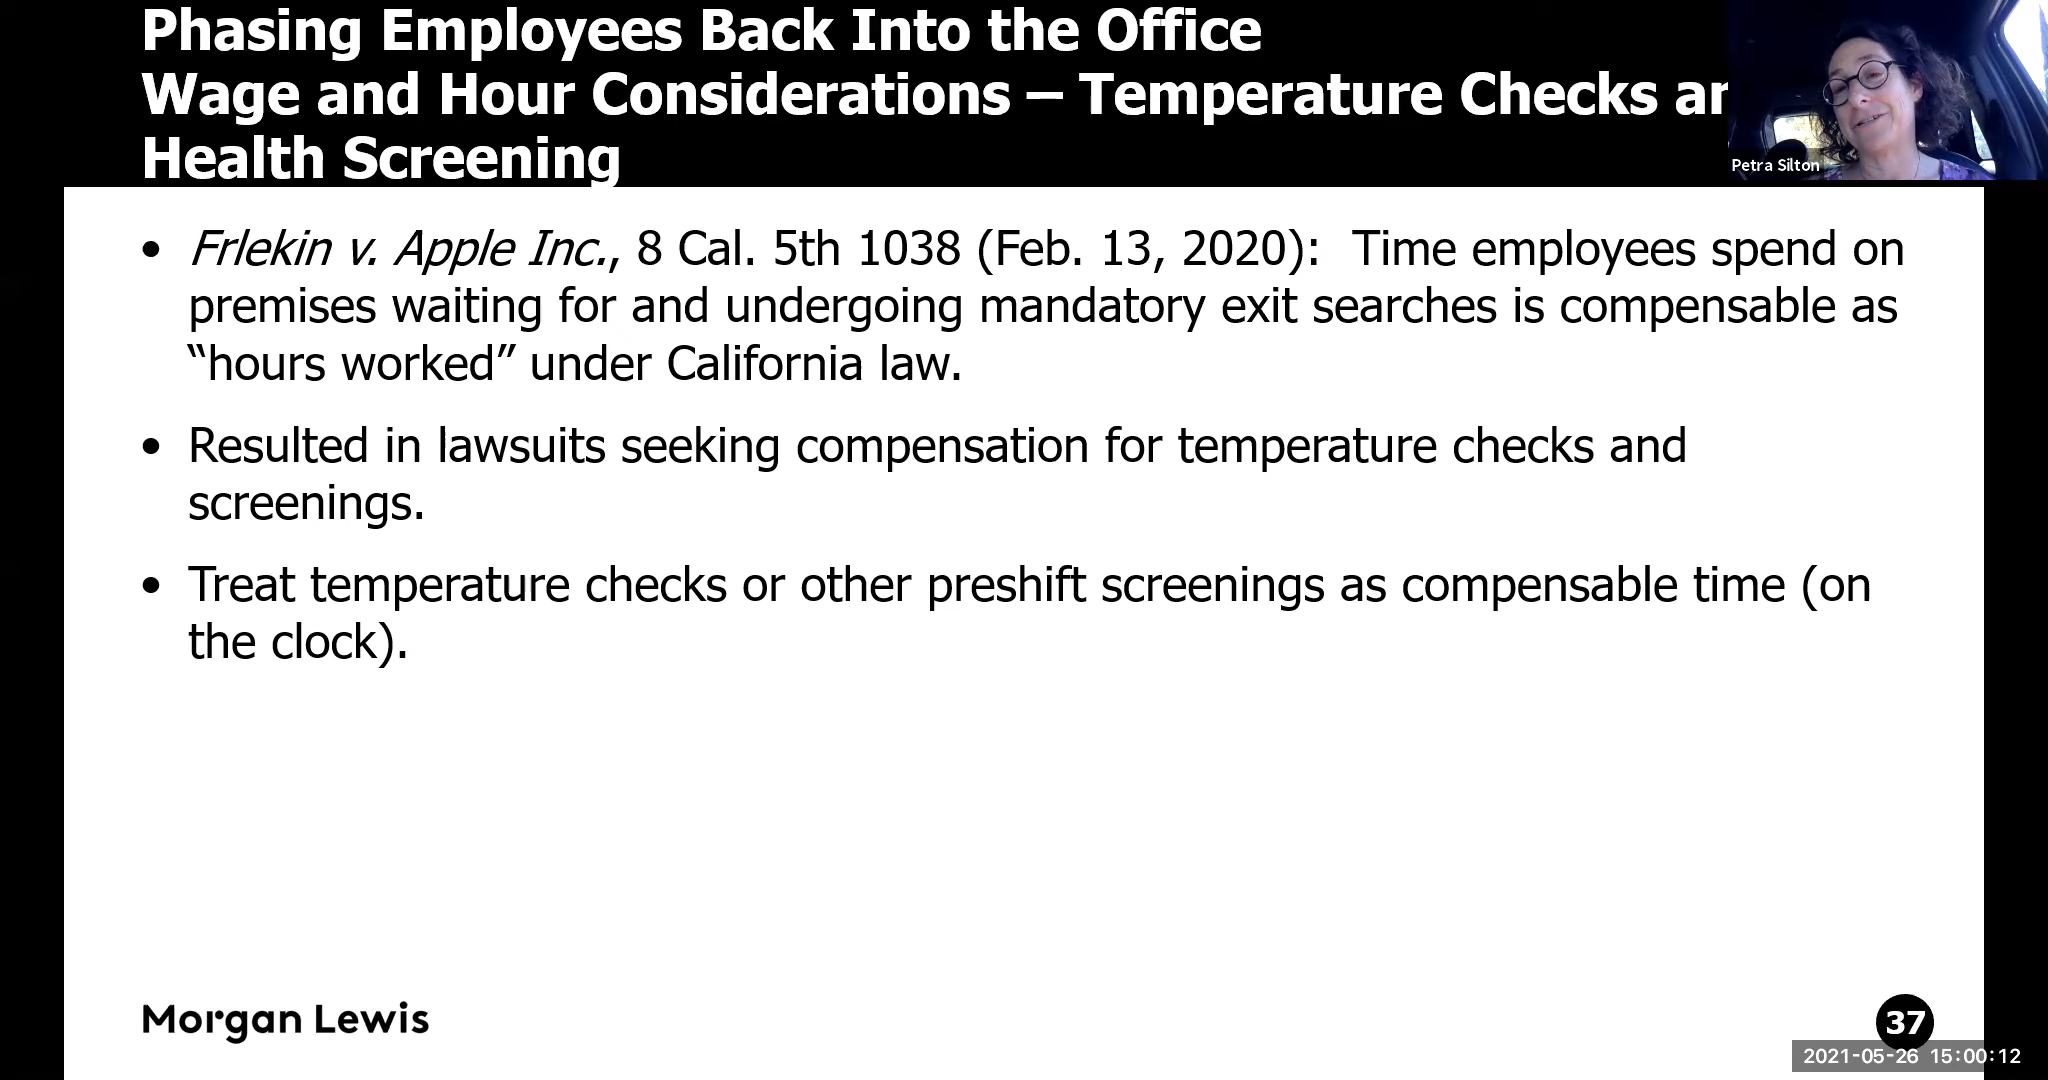 Phasing Employees Back Into the Office
Wage and Hour Considerations – Temperature Checks
Health Screening
Petra Silton
• Frlekin v. Apple Inc., 8 Cal. 5th 1038 (Feb. 13, 2020):  Time employees spend on
premises waiting for and undergoing mandatory exit searches is compensable as
“hours worked” under California law.
• Resulted in lawsuits seeking compensation for temperature checks and
screenings.
• Treat temperature checks or other preshift screenings as compensable time (on
the clock).
Morgan Lewis
37
2021-05-26 15:00:12